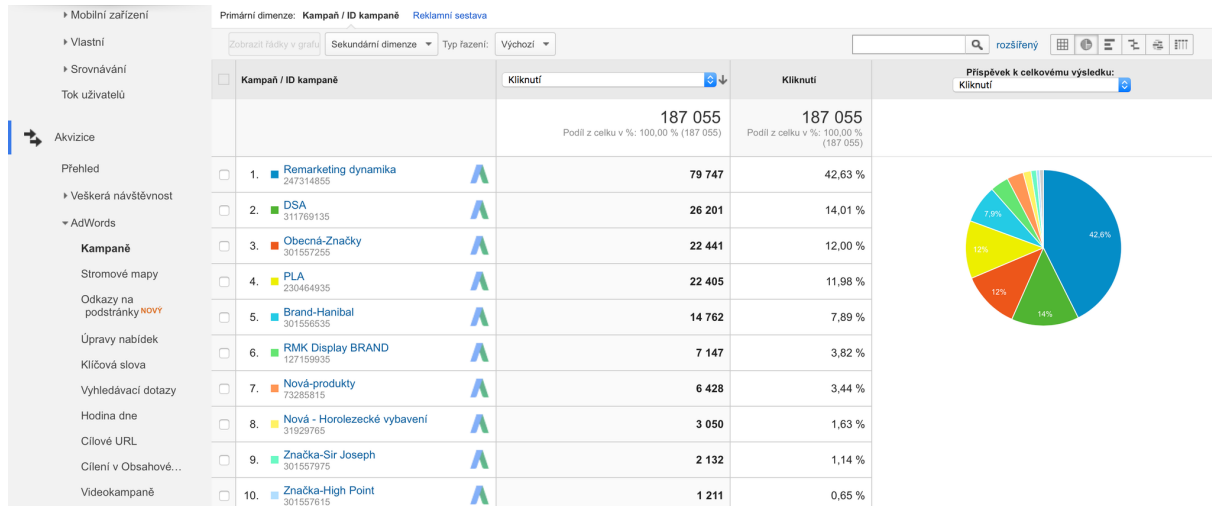 Mobilní zařízení
Vlastní
Srovnávání
Tok uživatelů
Akvizice
Přehled
Veškerá návštěvnost
AdWords
Kampaně
Stromové mapy
Odkazy na
podstránky NOVÝ
Úpravy nabídek
Klíčová slova
Vyhledávací dotazy
Hodina dne
Cílové URL
Cílení v Obsahové…
Videokampaně
Primární dimenze: Kampaň / ID kampaně Reklamní sestava
Zobrazit řádky v grafu Sekundární dimenze Typ řazení: Výchozí rozšířený
Kampaň / ID kampaně Kliknutí Kliknutí Příspěvek k celkovému výsledku:
Kliknutí
187 055 187 055
Podíl z celku v %: 100,00 % (187 055) Podíl z celku v %: 100,00 %
(187 055)
1. Remarketing dynamika 79 747 42,63 %
247314855
2. DSA 26 201 14,01 %
311769135
3. Obecná-Značky 22 441 12,00 %
301557255
4. PLA 22 405 11,98 %
230464935
5. Brand-Hanibal 14 762 7,89 %
301556535
6. RMK Display BRAND 7 147 3,82 %
127159935
7. Nová-produkty 6 428 3,44 %
73285815
8. Nová - Horolezecké vybavení 3 050 1,63 %
31929765
9. Značka-Sir Joseph 2 132 1,14 %
301557975
10. Značka-High Point 1 211 0,65 %
301557615
7,9%
42,6%
12%
12%
14%